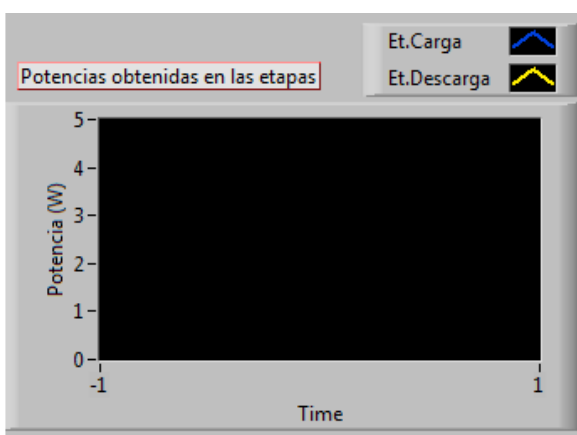 Et.Carga
Potencias obtenidas en las etapas
Et.Descarga
5
4
Potencia (W)
3
2
1
0
-1
1
Time